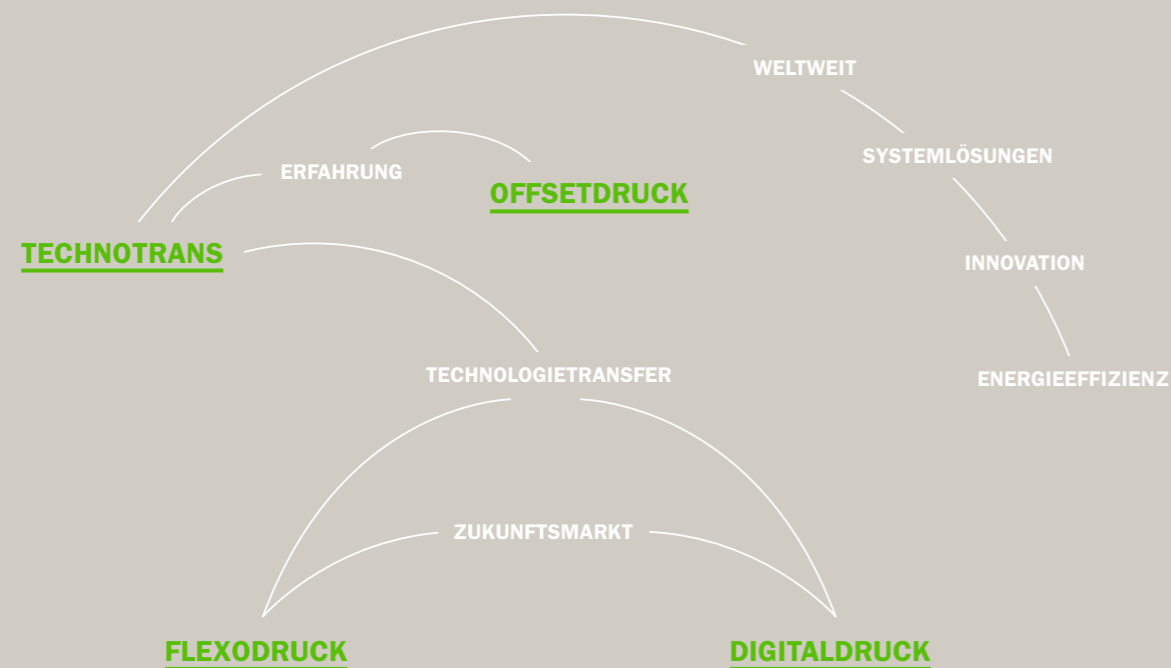 WELTWEIT
SYSTEMLÖSUNGEN
ERFAHRUNG
OFFSETDRUCK
TECHNOTRANS
INNOVATION
TECHNOLOGIETRANSFER
ENERGIEEFFIZIENZ
ZUKUNFTSMARKT
FLEXODRUCK
DIGITALDRUCK